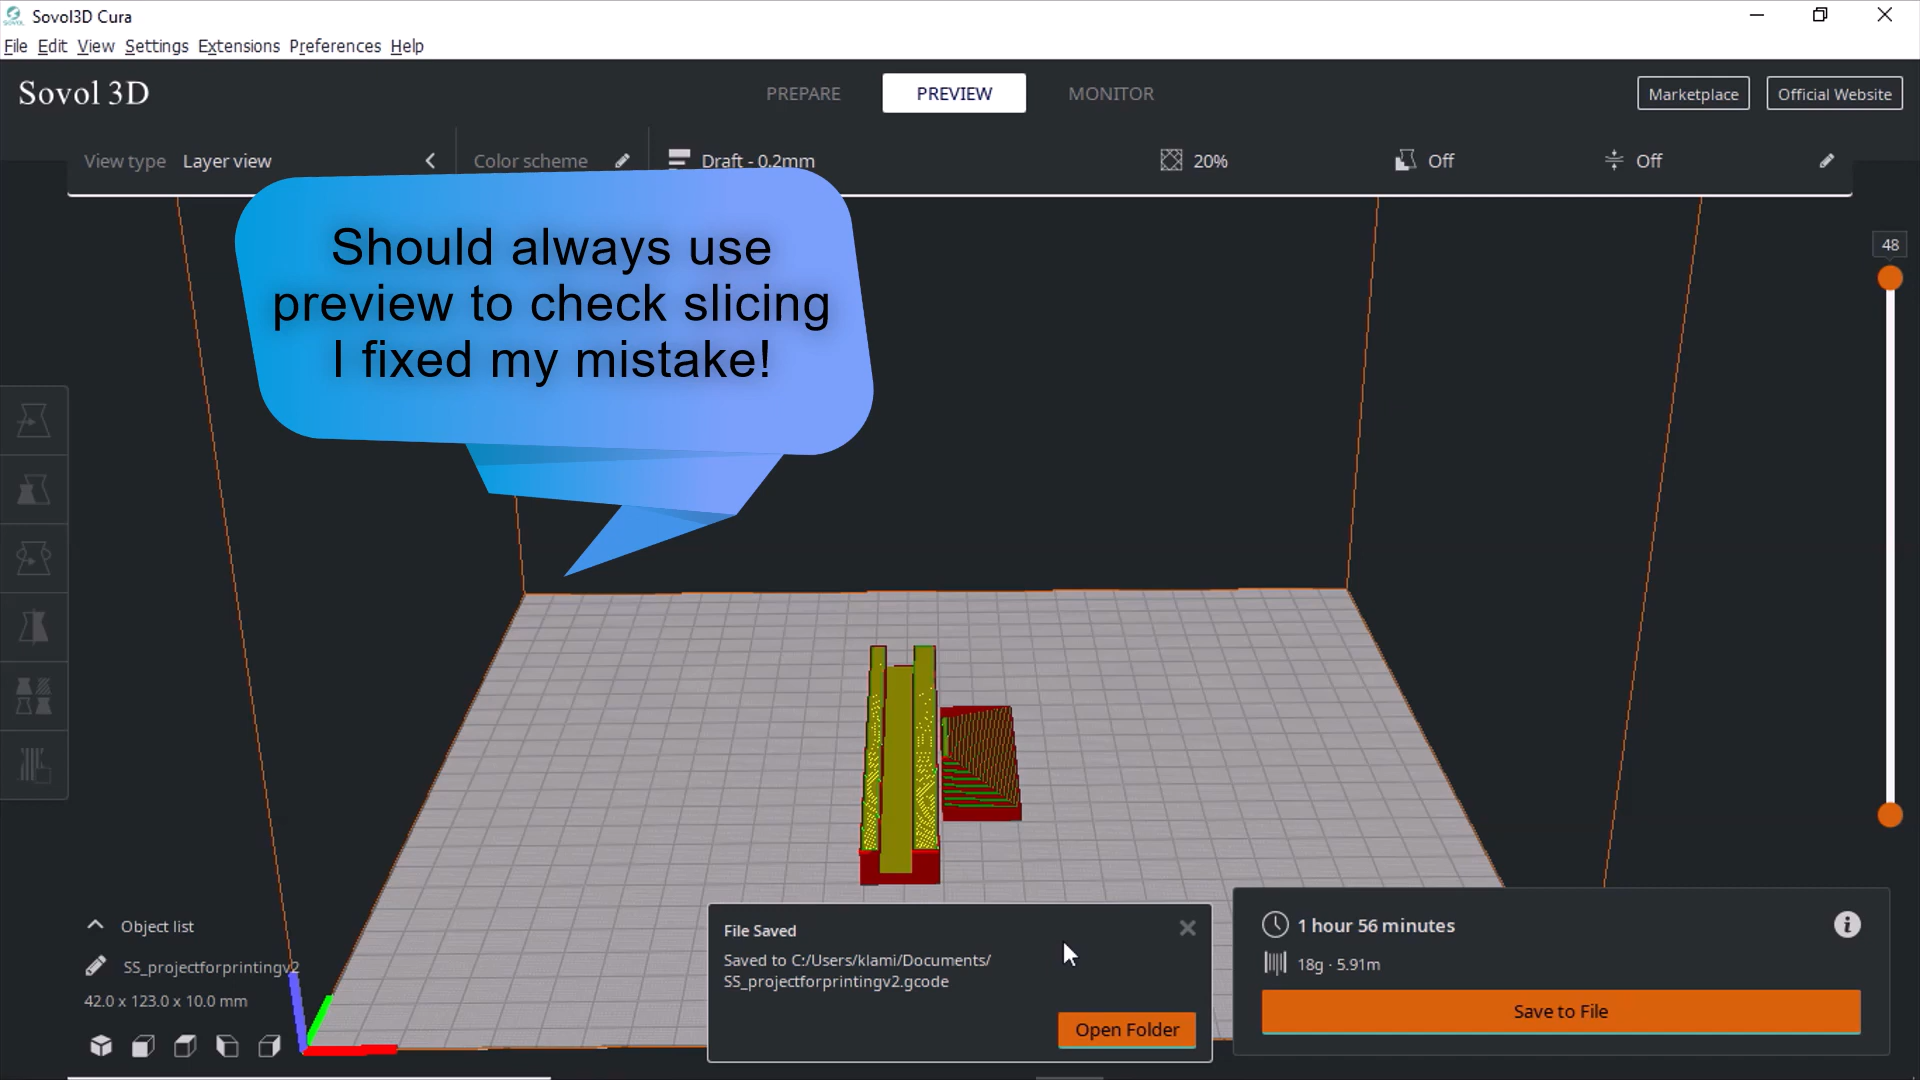 Sovol3D Cura
File Edit View Settings Extensions Preferences Help
Sovol 3D
PREPARE PREVIEW MONITOR
Marketplace Official Website
View type Layer view Color scheme Draft - 0.2mm 20% Off Off
Should always use
preview to check slicing
I fixed my mistake!
48
Object list
SS_projectforprintingv2
42.0 x 123.0 x 10.0 mm
File Saved
Saved to C:/Users/klami/Documents/
SS_projectforprintingv2.gcode
Open Folder
1 hour 56 minutes
18g · 5.91m
Save to File